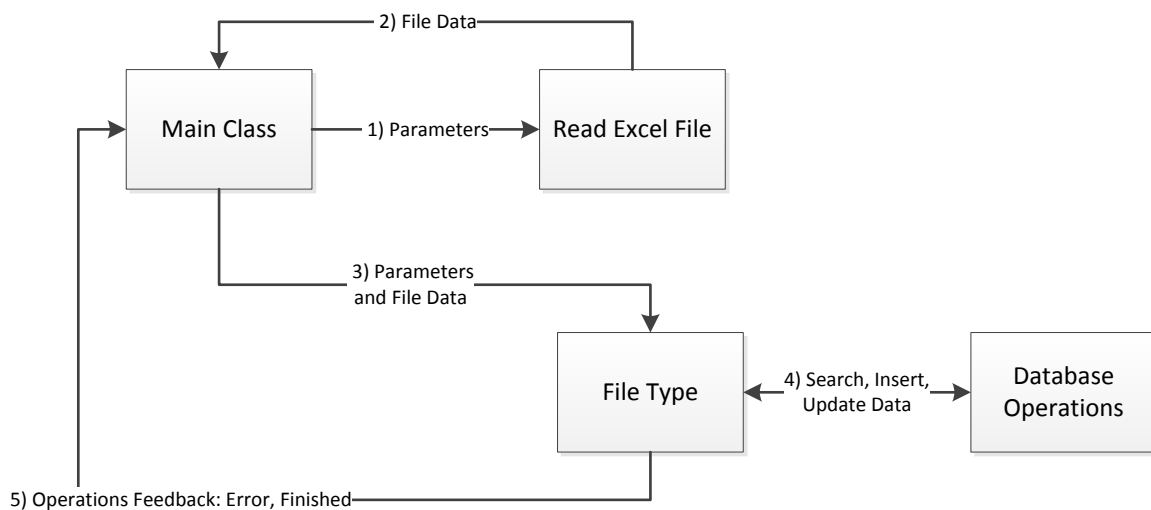 2) File Data
Main Class
1) Parameters
Read Excel File
3) Parameters
and File Data
File Type
4) Search, Insert,
Update Data
Database
Operations
5) Operations Feedback: Error, Finished